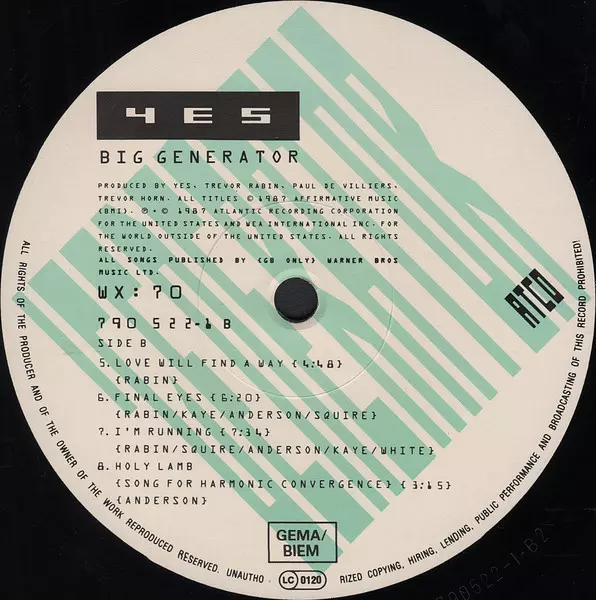 YES
BIG GENERATOR
PRODUCED BY YES, TREVOR RABIN, PAUL DE VILLIERS,
TREVOR HORN. ALL TITLES © 1987 AFFIRMATIVE MUSIC
{BMI}. ℗ + © 1987 ATLANTIC RECORDING CORPORATION
FOR THE UNITED STATES AND WEA INTERNATIONAL INC. FOR
THE WORLD OUTSIDE OF THE UNITED STATES. ALL RIGHTS
RESERVED.
ALL SONGS PUBLISHED BY {GB ONLY} WARNER BROS
MUSIC LTD.
WX: 70
790 522-1 B
SIDE B
5. LOVE WILL FIND A WAY {4:48}
{RABIN}
6. FINAL EYES {6:20}
{RABIN/KAYE/ANDERSON/SQUIRE}
7. I'M RUNNING {7:34}
{RABIN/SQUIRE/ANDERSON/KAYE/WHITE}
8. HOLY LAMB
{SONG FOR HARMONIC CONVERGENCE} {3:15}
{ANDERSON}
ATCO
GEMA/
BIEM
LC 0120
ALL RIGHTS OF THE PRODUCER AND OF THE OWNER OF THE WORK REPRODUCED RESERVED. UNAUTHO RIZED COPYING, HIRING, LENDING, PUBLIC PERFORMANCE AND BROADCASTING OF THIS RECORD PROHIBITED!